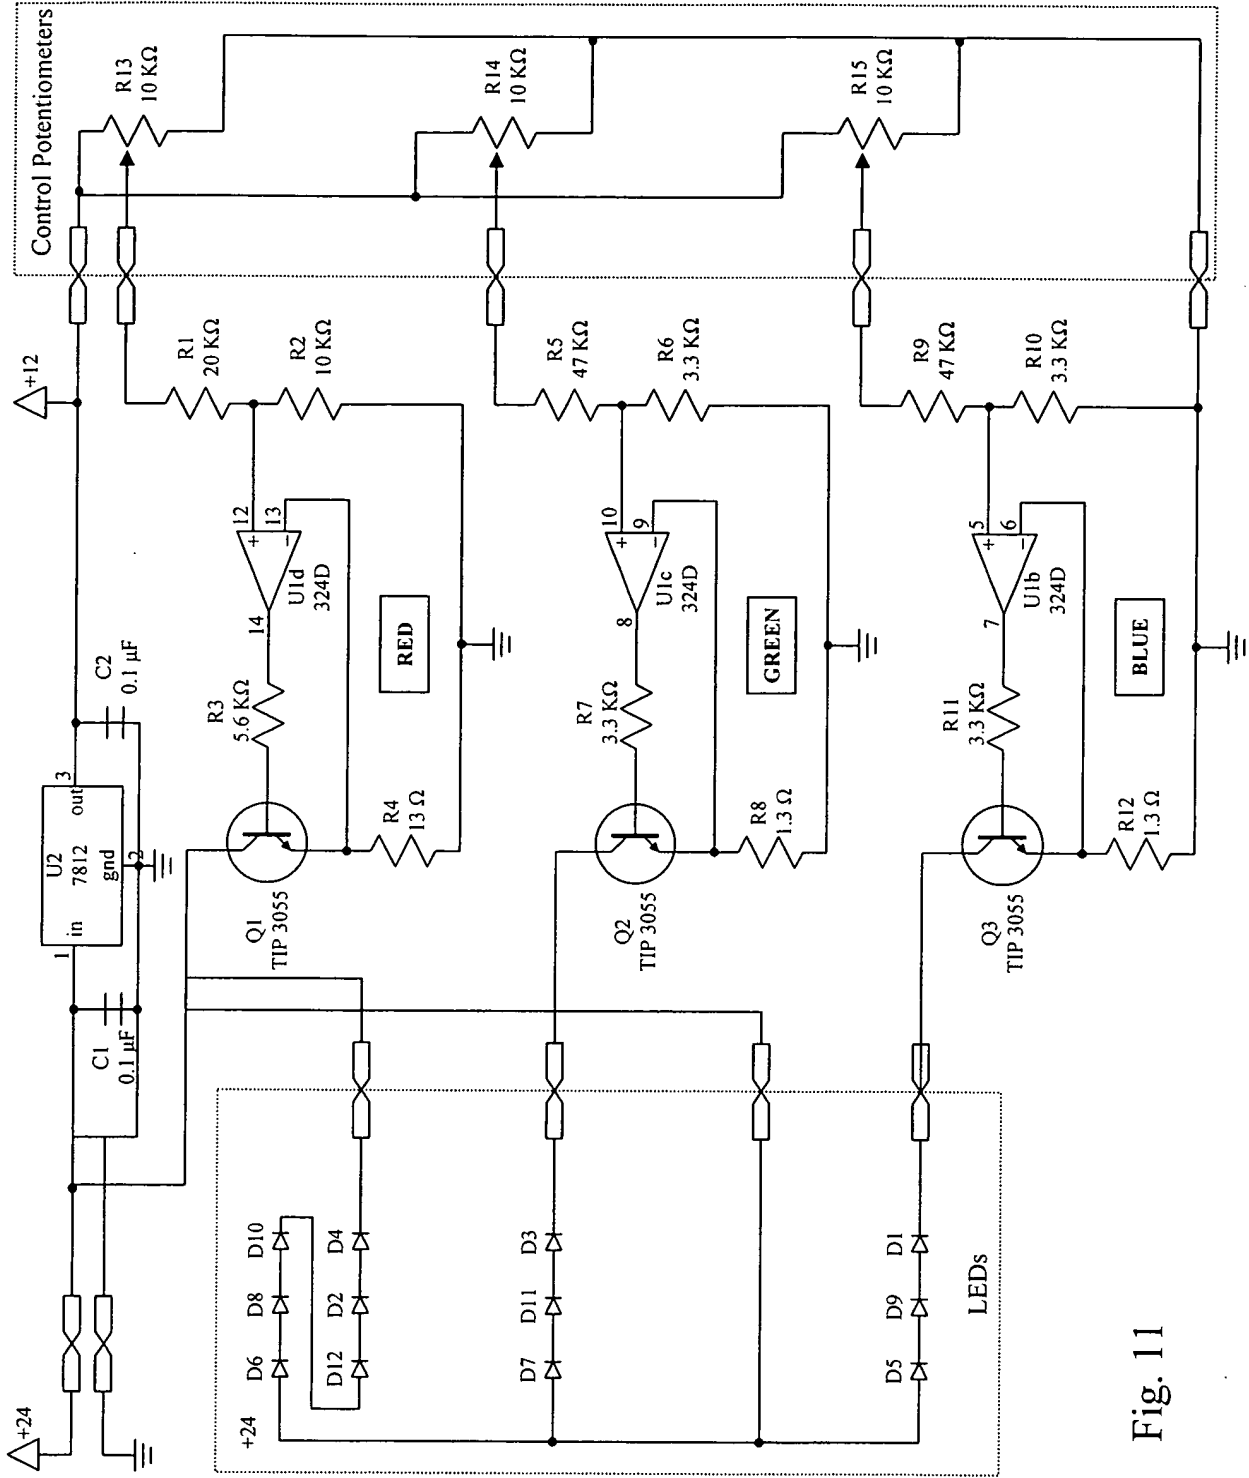 Control Potentiometers
R13
10 KΩ
R14
10 KΩ
R15
10 KΩ
+12
R1
20 KΩ
R2
10 KΩ
R5
47 KΩ
R6
3.3 KΩ
R9
47 KΩ
R10
3.3 KΩ
12
13
+
−
U1d
324D
14
10
9
+
−
U1c
324D
8
5
6
+
−
U1b
324D
7
RED
GREEN
BLUE
C2
0.1 µF
R3
5.6 KΩ
R7
3.3 KΩ
R11
3.3 KΩ
3
out
U2
7812
gnd
2
in
1
R4
13 Ω
R8
1.3 Ω
R12
1.3 Ω
Q1
TIP 3055
Q2
TIP 3055
Q3
TIP 3055
C1
0.1 µF
D10
D4
D3
D1
D8
D2
D11
D9
D6
D12
D7
D5
LEDs
+24
+24
Fig. 11